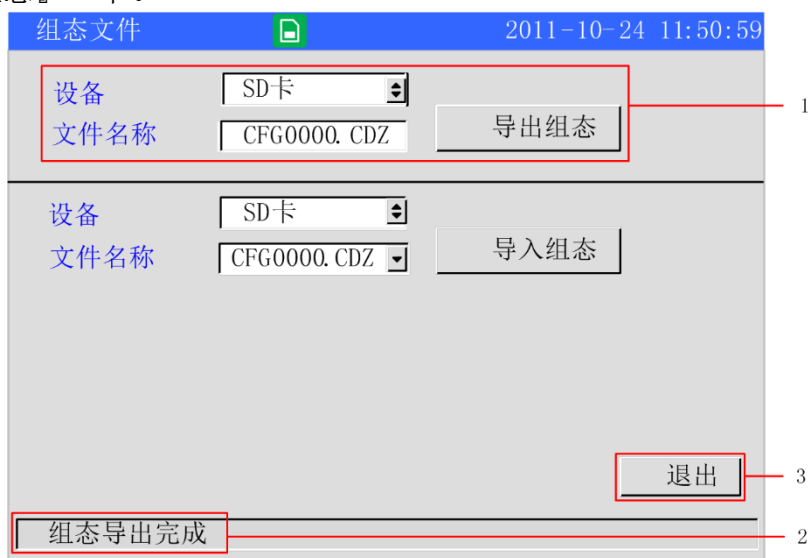 组态文件 2011-10-24 11:50:59
设备 SD卡
文件名称 CFG0000.CDZ 导出组态 1
设备 SD卡
文件名称 CFG0000.CDZ 导入组态
退出 3
组态导出完成 2